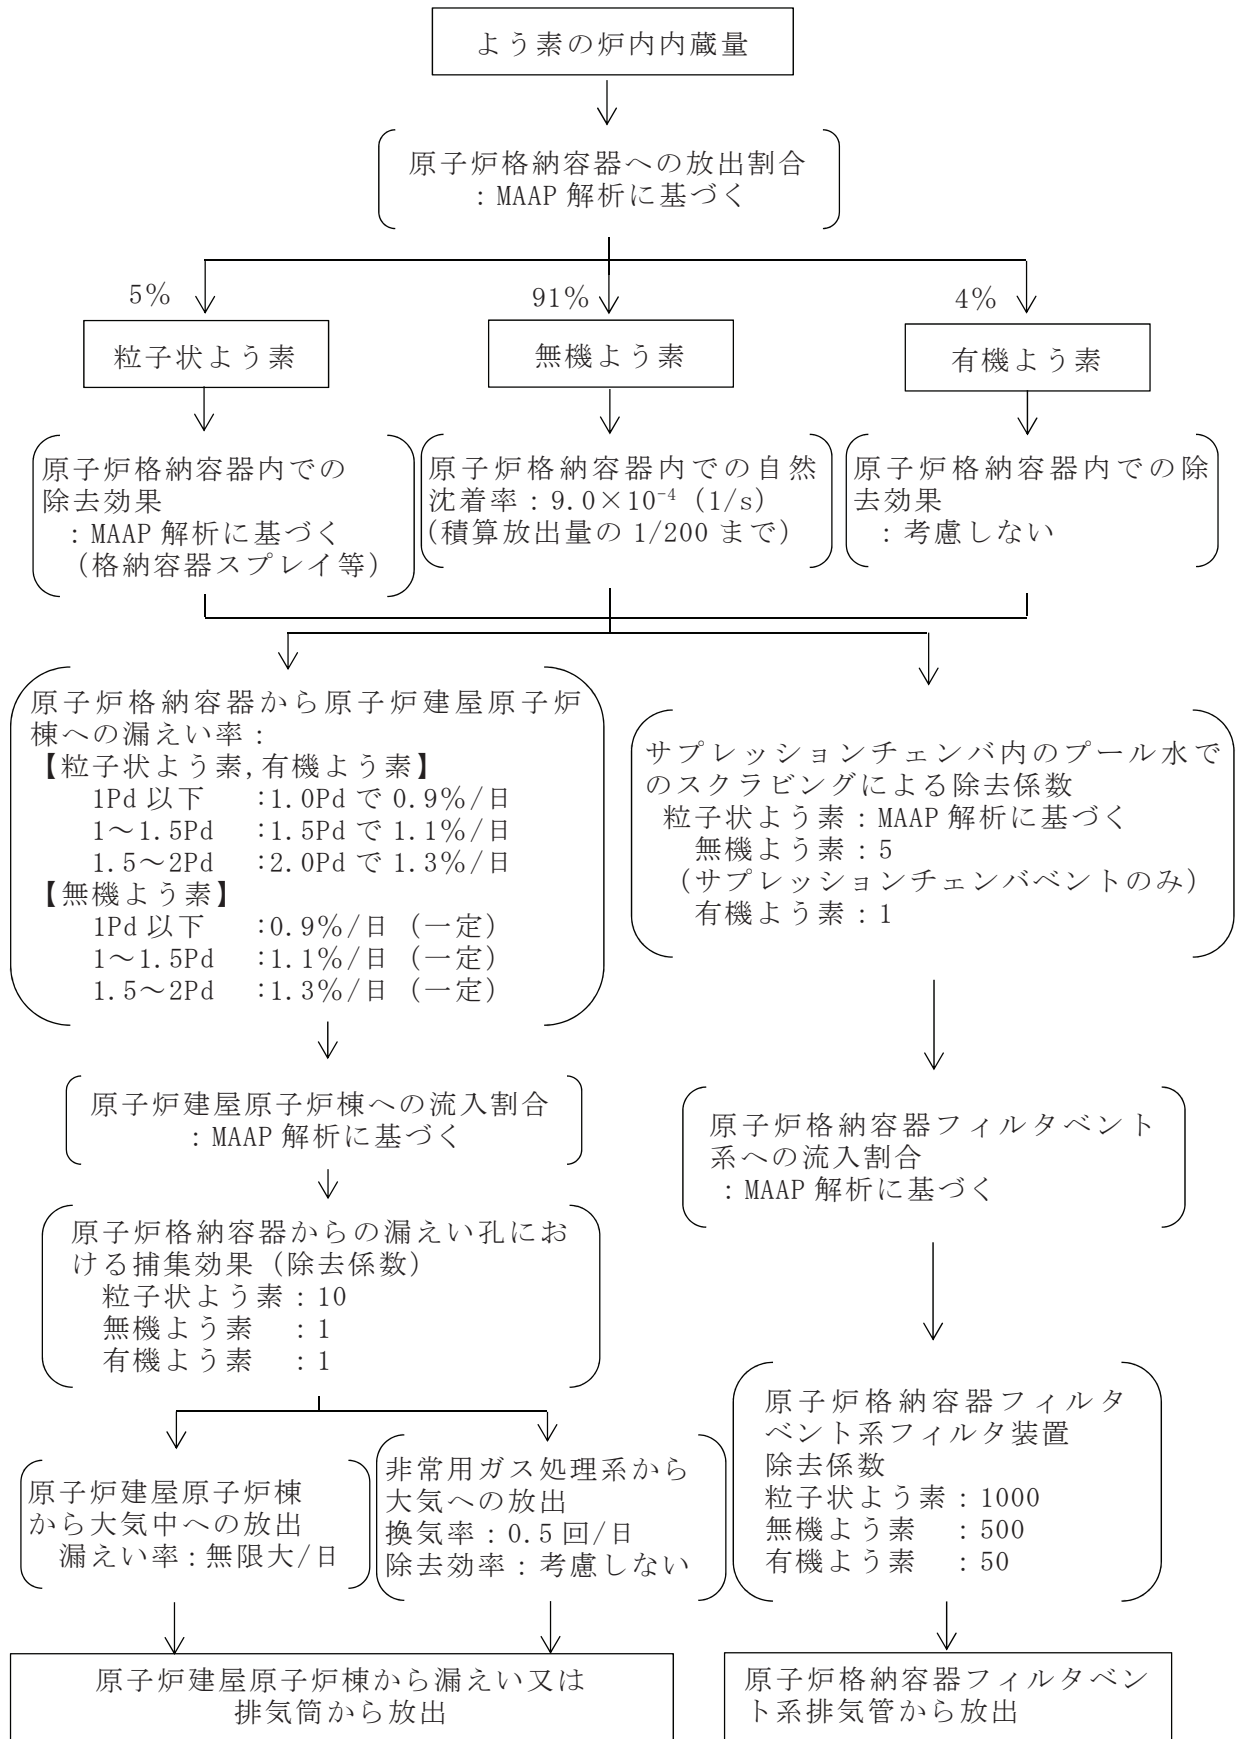 よう素の炉内内蔵量
原子炉格納容器への放出割合
：MAAP 解析に基づく
5%
91%
4%
粒子状よう素
無機よう素
有機よう素
原子炉格納容器内での
除去効果
：MAAP 解析に基づく
（格納容器スプレイ等）
原子炉格納容器内での自然
沈着率：9.0×10⁻⁴（1/s）
（積算放出量の 1/200 まで）
原子炉格納容器内での除
去効果
：考慮しない
原子炉格納容器から原子炉建屋原子炉
棟への漏えい率：
【粒子状よう素,有機よう素】
1Pd 以下　:1.0Pd で 0.9%/日
1～1.5Pd　:1.5Pd で 1.1%/日
1.5～2Pd　:2.0Pd で 1.3%/日
【無機よう素】
1Pd 以下　:0.9%/日（一定）
1～1.5Pd　:1.1%/日（一定）
1.5～2Pd　:1.3%/日（一定）
原子炉建屋原子炉棟への流入割合
：MAAP 解析に基づく
原子炉格納容器からの漏えい孔にお
ける捕集効果（除去係数）
粒子状よう素：10
無機よう素　：1
有機よう素　：1
原子炉建屋原子炉棟
から大気中への放出
漏えい率：無限大/日
非常用ガス処理系から
大気への放出
換気率：0.5 回/日
除去効率：考慮しない
原子炉建屋原子炉棟から漏えい又は
排気筒から放出
サプレッションチェンバ内のプール水で
のスクラビングによる除去係数
粒子状よう素：MAAP 解析に基づく
無機よう素：5
（サプレッションチェンバベントのみ）
有機よう素：1
原子炉格納容器フィルタベント
系への流入割合
：MAAP 解析に基づく
原子炉格納容器フィルタ
ベント系フィルタ装置
除去係数
粒子状よう素：1000
無機よう素　：500
有機よう素　：50
原子炉格納容器フィルタベン
ト系排気管から放出